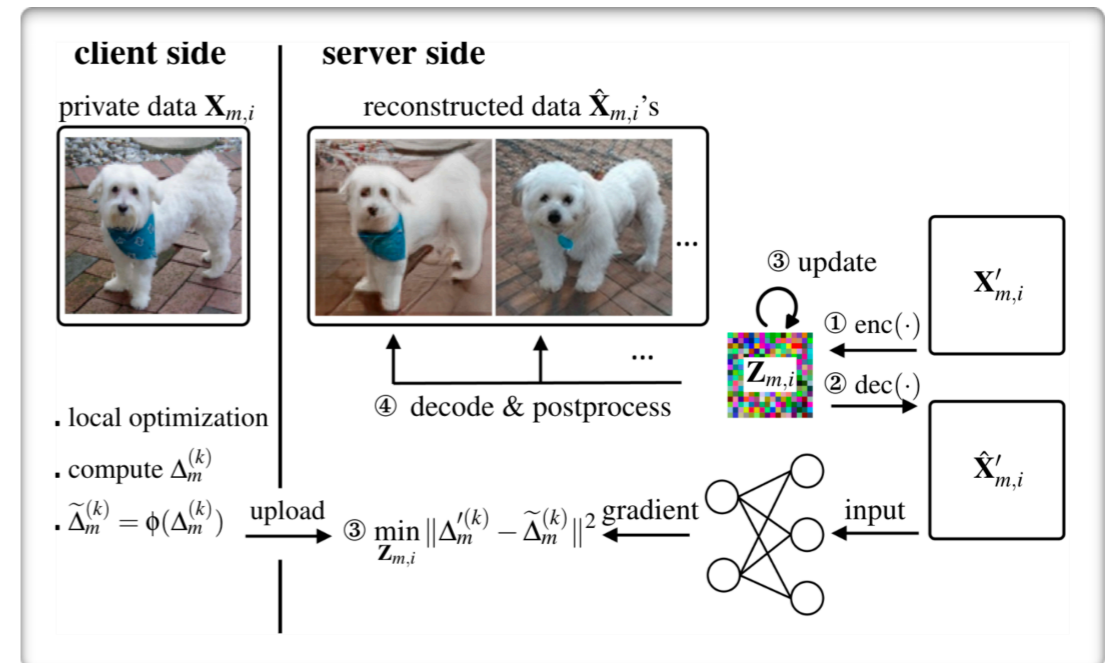 client side
server side
private data X_{m,i}
reconstructed data X̂_{m,i}'s
...
③ update
X′_{m,i}
① enc(·)
Z_{m,i}
② dec(·)
...
④ decode & postprocess
X̂′_{m,i}
. local optimization
. compute Δ_m^{(k)}
. Δ̃_m^{(k)} = ϕ(Δ_m^{(k)})
upload
③ min_{Z_{m,i}} ‖Δ′_m^{(k)} − Δ̃_m^{(k)}‖²
gradient
input